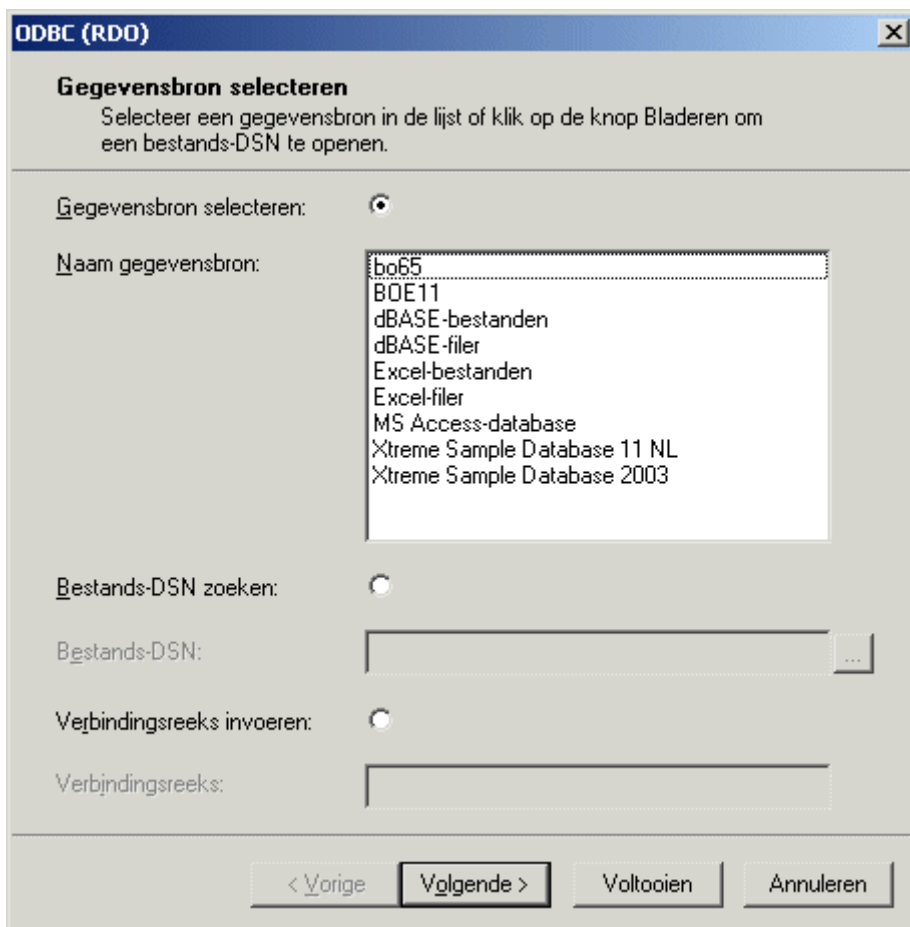 ODBC (RDO)
Gegevensbron selecteren
Selecteer een gegevensbron in de lijst of klik op de knop Bladeren om
een bestands-DSN te openen.
Gegevensbron selecteren:
Naam gegevensbron:
bo65
BOE11
dBASE-bestanden
dBASE-filer
Excel-bestanden
Excel-filer
MS Access-database
Xtreme Sample Database 11 NL
Xtreme Sample Database 2003
Bestands-DSN zoeken:
Bestands-DSN:
...
Verbindingsreeks invoeren:
Verbindingsreeks:
< Vorige
Volgende >
Voltooien
Annuleren